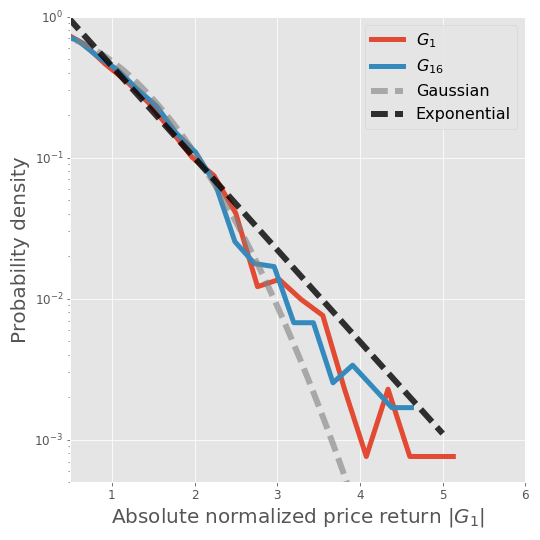 10⁰
10⁻¹
10⁻²
10⁻³
Probability density
G₁
G₁₆
Gaussian
Exponential
1 2 3 4 5 6
Absolute normalized price return |G₁|